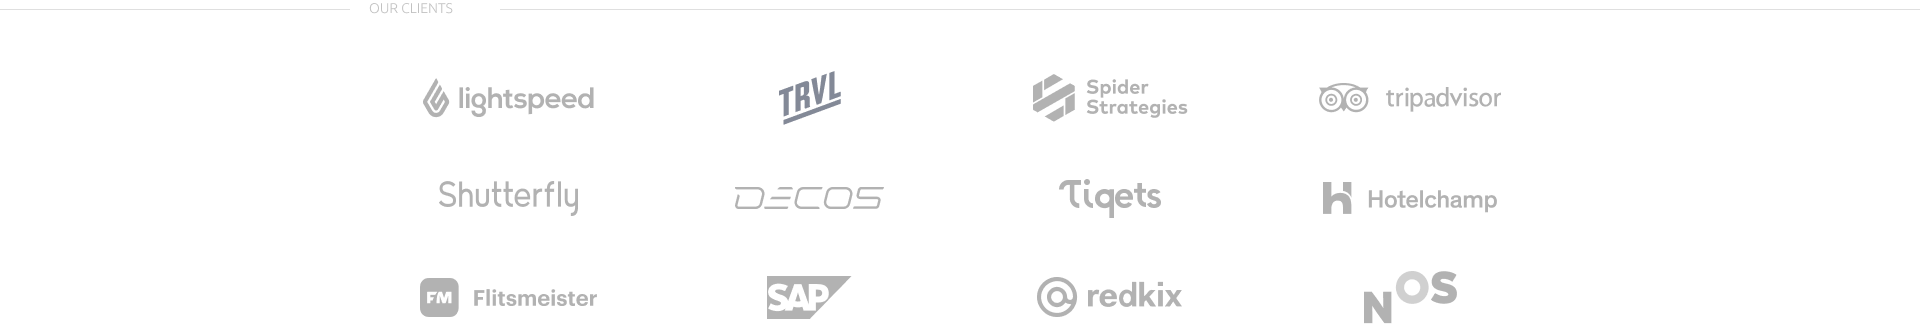 OUR CLIENTS
lightspeed
TRVL
Spider
Strategies
tripadvisor
Shutterfly
DECOS
Tiqets
Hotelchamp
FM Flitsmeister
SAP
redkix
NOS